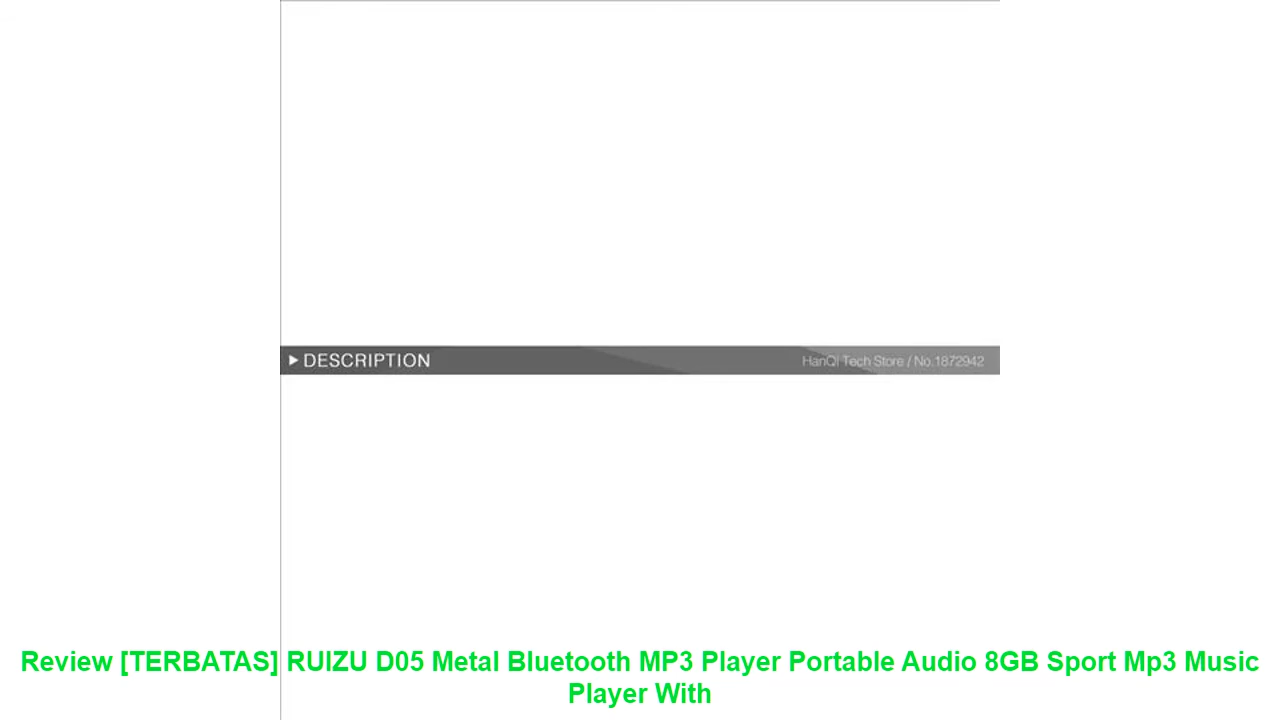 DESCRIPTION HanQi Tech Store / No.1872942
Review [TERBATAS] RUIZU D05 Metal Bluetooth MP3 Player Portable Audio 8GB Sport Mp3 Music
Player With